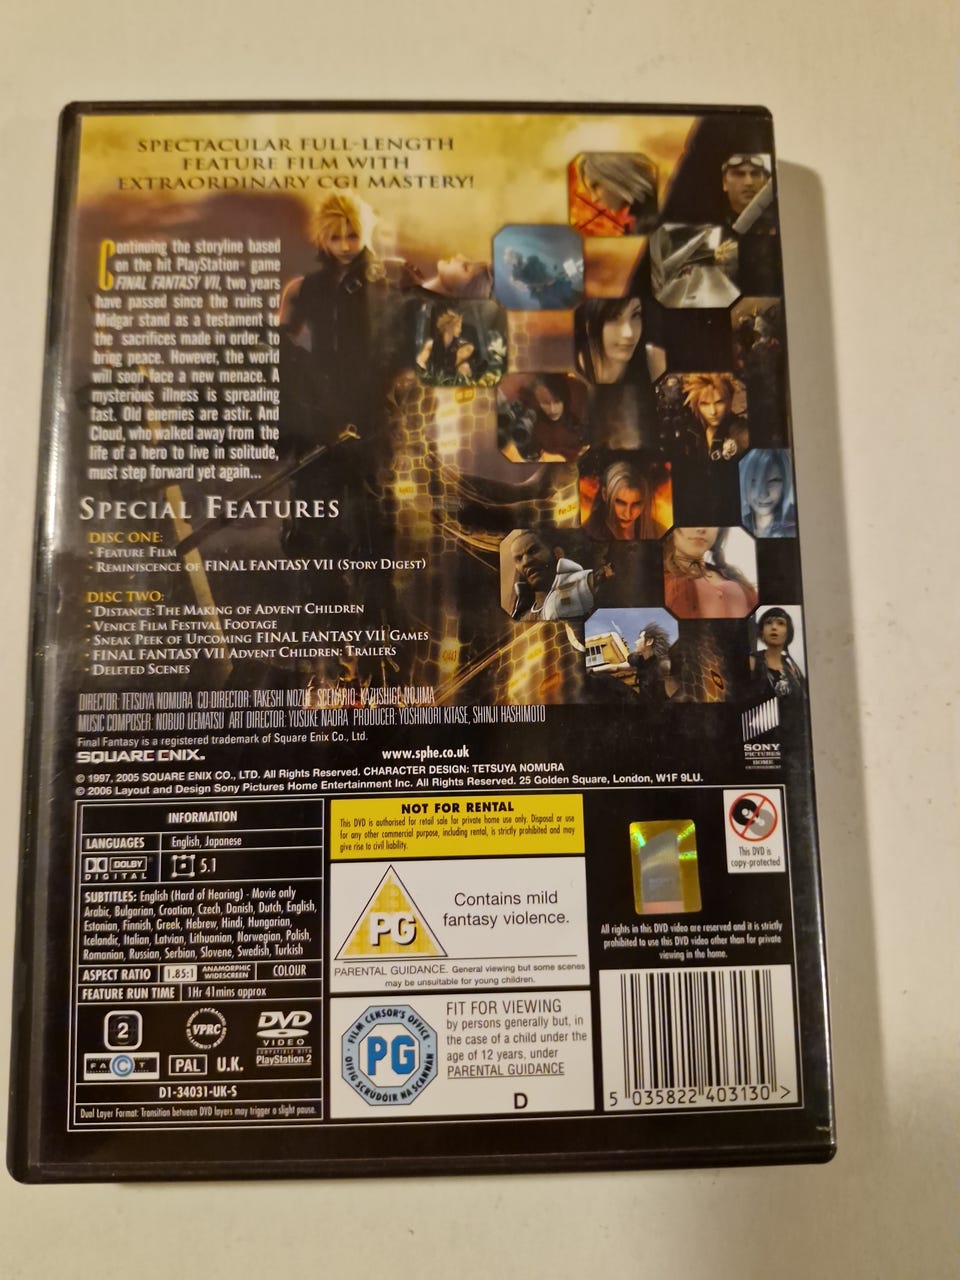 SPECTACULAR FULL-LENGTH
FEATURE FILM WITH
EXTRAORDINARY CGI MASTERY!
Continuing the storyline based
on the hit PlayStation® game
FINAL FANTASY VII, two years
have passed since the ruins of
Midgar stand as a testament to
the sacrifices made in order to
bring peace. However, the world
will soon face a new menace. A
mysterious illness is spreading
fast. Old enemies are astir. And
Cloud, who walked away from the
life of a hero to live in solitude,
must step forward yet again...
SPECIAL FEATURES
DISC ONE:
· FEATURE FILM
· REMINISCENCE OF FINAL FANTASY VII (STORY DIGEST)
DISC TWO:
· DISTANCE: THE MAKING OF ADVENT CHILDREN
· VENICE FILM FESTIVAL FOOTAGE
· SNEAK PEEK OF UPCOMING FINAL FANTASY VII GAMES
· FINAL FANTASY VII ADVENT CHILDREN: TRAILERS
· DELETED SCENES
DIRECTOR: TETSUYA NOMURA CO DIRECTOR: TAKESHI NOZUE SCENARIO: KAZUSHIGE NOJIMA
MUSIC COMPOSER: NOBUO UEMATSU ART DIRECTOR: YUSUKE NAORA PRODUCER: YOSHINORI KITASE, SHINJI HASHIMOTO
Final Fantasy is a registered trademark of Square Enix Co., Ltd.
SQUARE ENIX.
www.sphe.co.uk
SONY
PICTURES
HOME
ENTERTAINMENT
© 1997, 2005 SQUARE ENIX CO., LTD. All Rights Reserved. CHARACTER DESIGN: TETSUYA NOMURA
© 2006 Layout and Design Sony Pictures Home Entertainment Inc. All Rights Reserved. 25 Golden Square, London, W1F 9LU.
INFORMATION
LANGUAGES English, Japanese
DOLBY
DIGITAL
5.1
SUBTITLES: English (Hard of Hearing) - Movie only
Arabic, Bulgarian, Croatian, Czech, Danish, Dutch, English,
Estonian, Finnish, Greek, Hebrew, Hindi, Hungarian,
Icelandic, Italian, Latvian, Lithuanian, Norwegian, Polish,
Romanian, Russian, Serbian, Slovene, Swedish, Turkish
ASPECT RATIO 1.85:1 ANAMORPHIC WIDESCREEN COLOUR
FEATURE RUN TIME 1Hr 41mins approx
2
VPRC
DVD
VIDEO
COMPATIBLE WITH
PlayStation.2
FACT
PAL U.K.
D1-34031-UK-S
Dual Layer Format: Transition between DVD layers may trigger a slight pause.
NOT FOR RENTAL
This DVD is authorised for retail sale for private home use only. Disposal or use
for any other commercial purpose, including rental, is strictly prohibited and may
give rise to civil liability.
PG
Contains mild
fantasy violence.
PARENTAL GUIDANCE. General viewing but some scenes
may be unsuitable for young children.
FILM CENSOR'S OFFICE
PG
OIFIG SCRÚDÓIR NA SCANNÁN
FIT FOR VIEWING
by persons generally but, in
the case of a child under the
age of 12 years, under
PARENTAL GUIDANCE
D
This DVD is
copy-protected
All rights in this DVD video are reserved and it is strictly
prohibited to use this DVD video other than for private
viewing in the home.
5 035822 403130 >